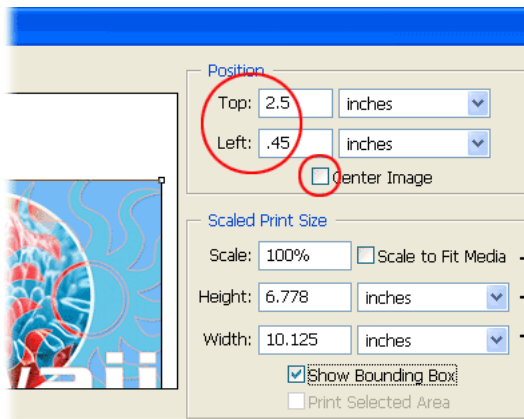 Position
Top: 2.5 inches
Left: .45 inches
Center Image
Scaled Print Size
Scale: 100% Scale to Fit Media
Height: 6.778 inches
Width: 10.125 inches
Show Bounding Box
Print Selected Area